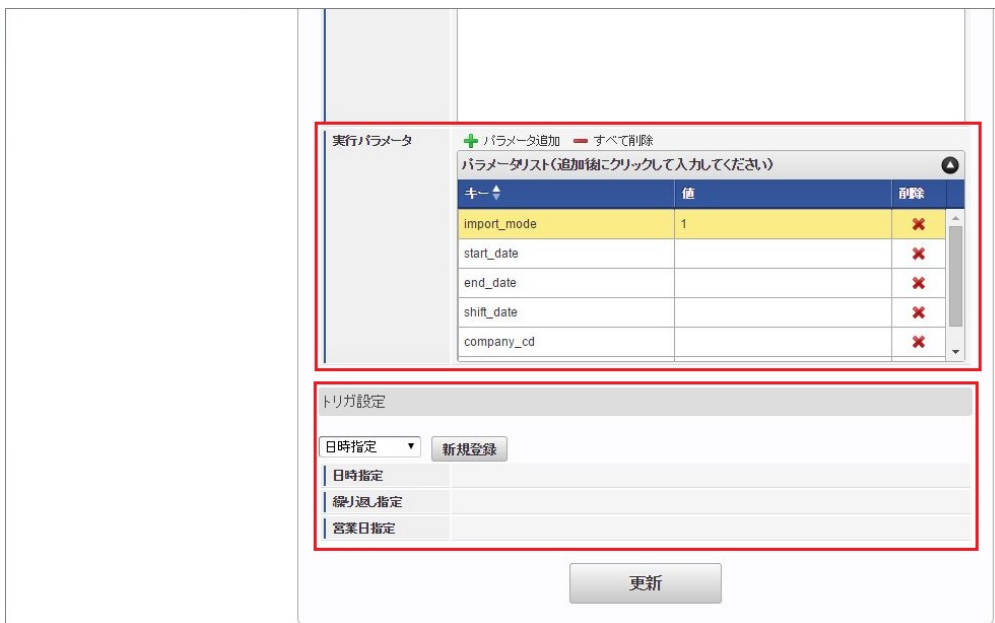 実行パラメータ
パラメータ追加 すべて削除
パラメータリスト(追加後にクリックして入力してください)
キー 値 削除
import_mode 1
start_date
end_date
shift_date
company_cd
トリガ設定
日時指定 新規登録
日時指定
繰り返し指定
営業日指定
更新